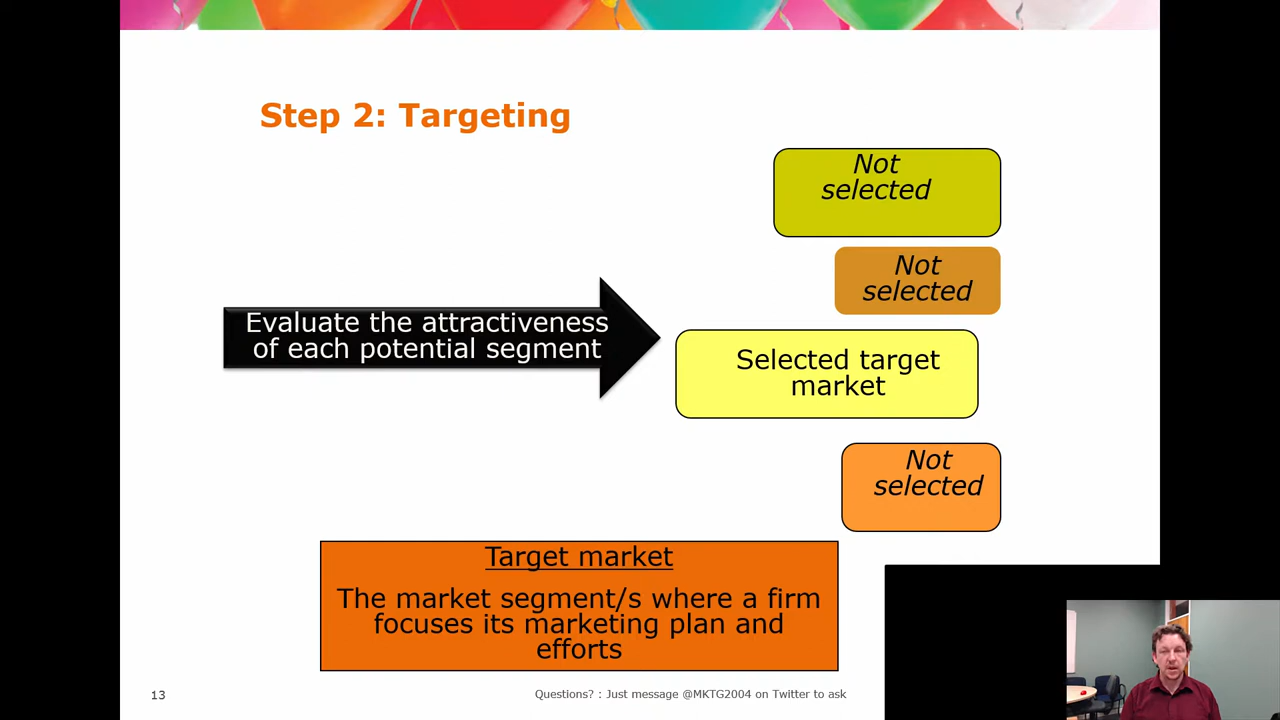 Step 2: Targeting
Not
selected
Not
selected
Evaluate the attractiveness
of each potential segment
Selected target
market
Not
selected
Target market
The market segment/s where a firm
focuses its marketing plan and
efforts
13
Questions? : Just message @MKTG2004 on Twitter to ask